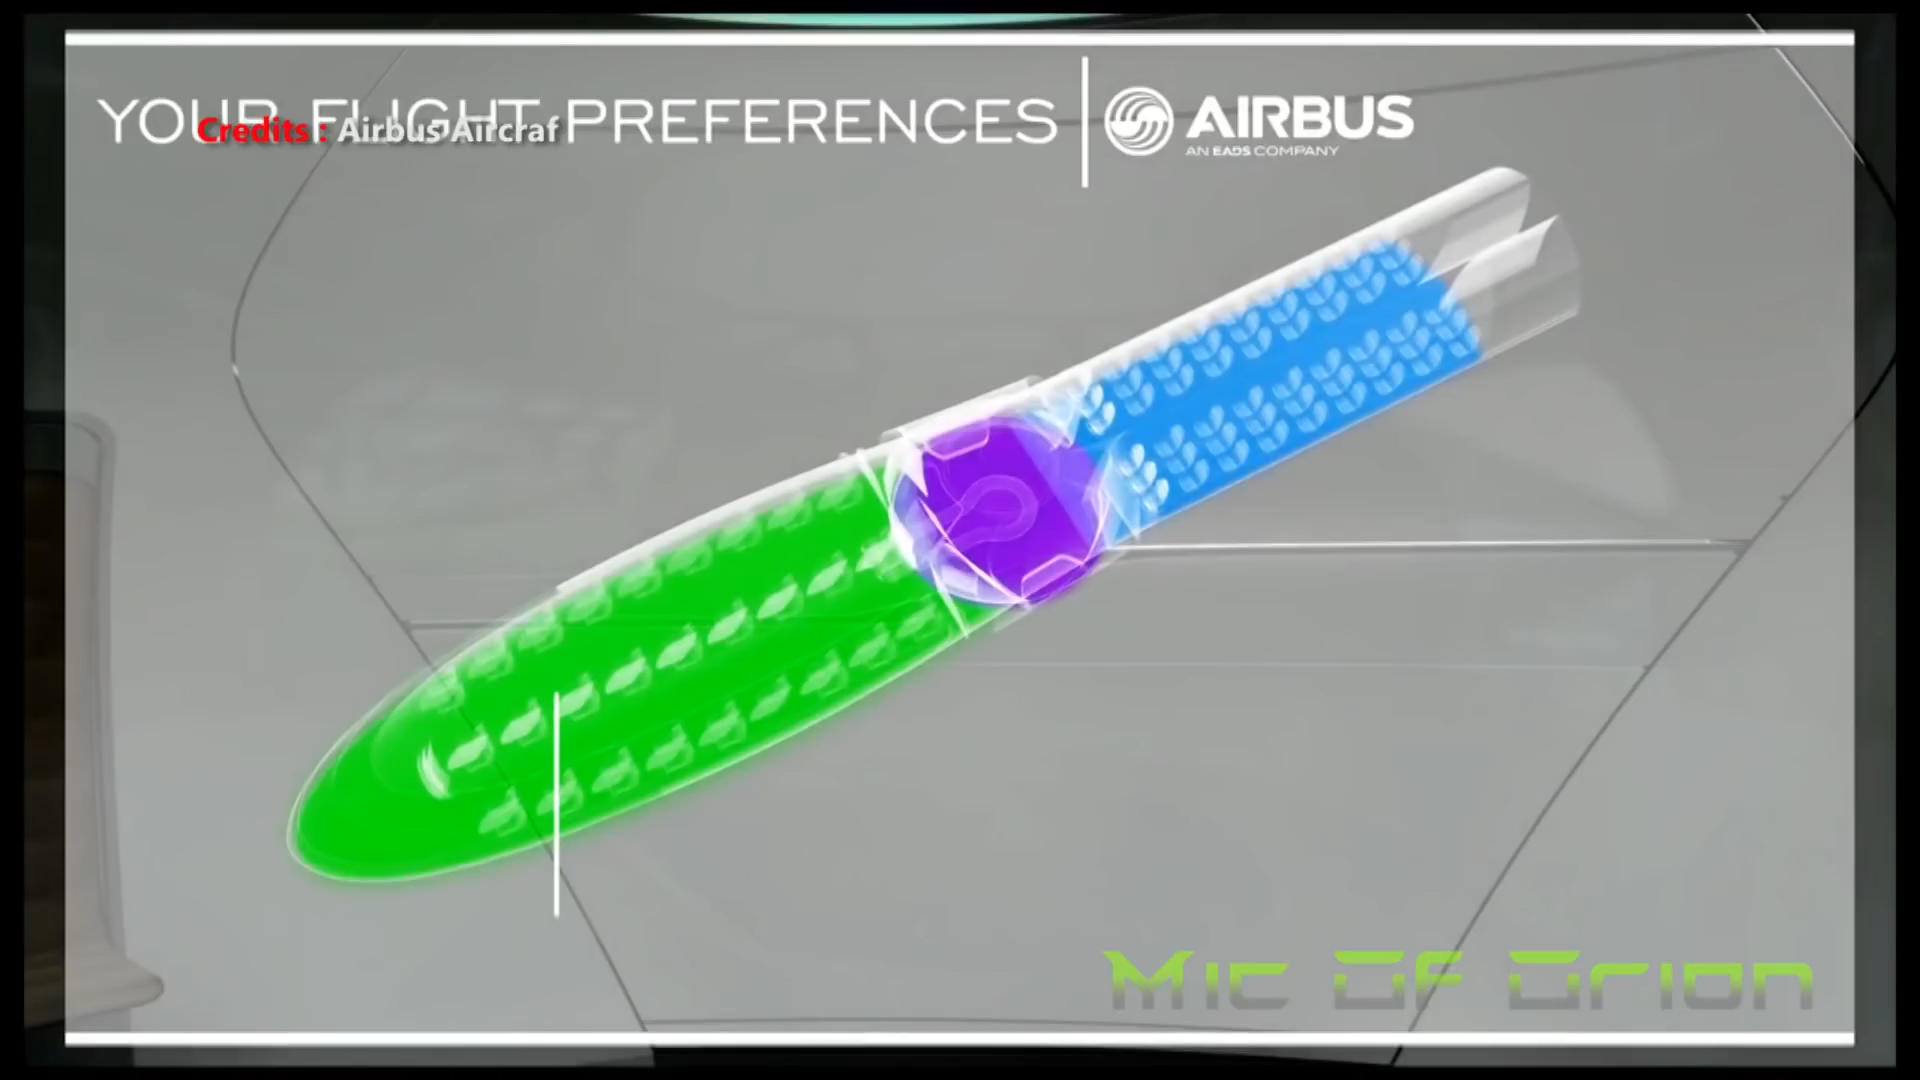 YOUR FLIGHT PREFERENCES
Credits : Airbus Aircraf
AIRBUS
AN EADS COMPANY
Mic Of Orion